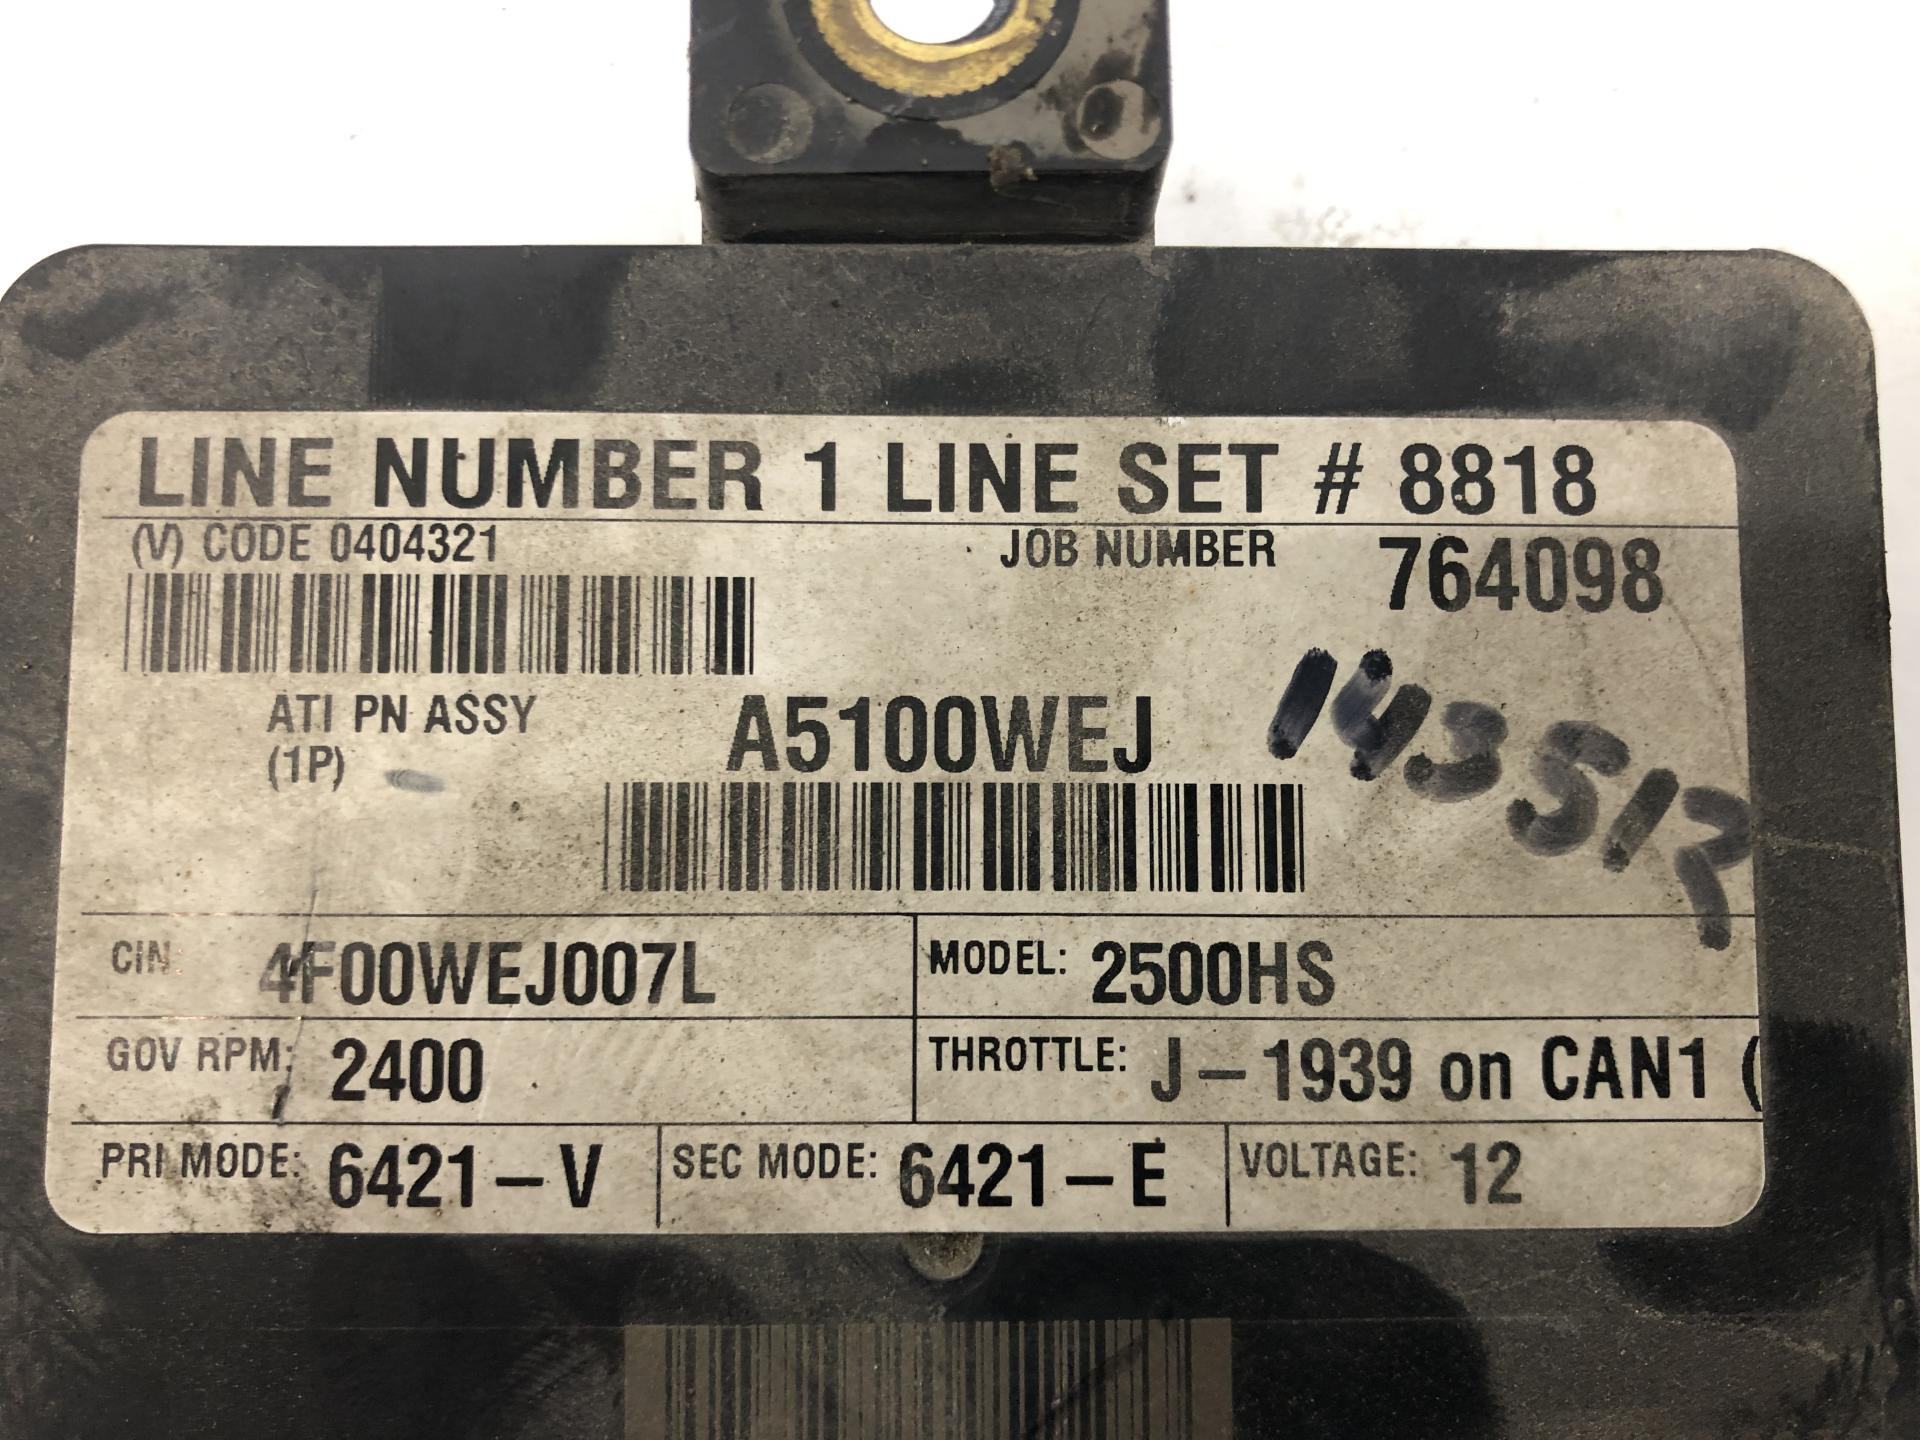 LINE NUMBER 1 LINE SET # 8818
(V) CODE 0404321
JOB NUMBER 764098
ATI PN ASSY
(1P)
A5100WEJ
CIN 4F00WEJ007L
MODEL: 2500HS
GOV RPM: 2400
THROTTLE: J-1939 on CAN1 (
PRI MODE: 6421-V
SEC MODE: 6421-E
VOLTAGE: 12